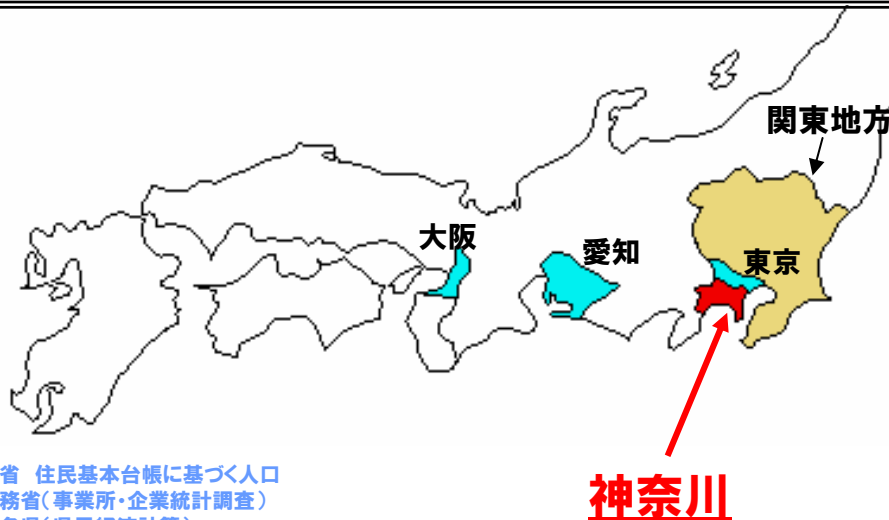 関東地方
大阪
愛知
東京
神奈川
省 住民基本台帳に基づく人口
務省(事業所・企業統計調査)